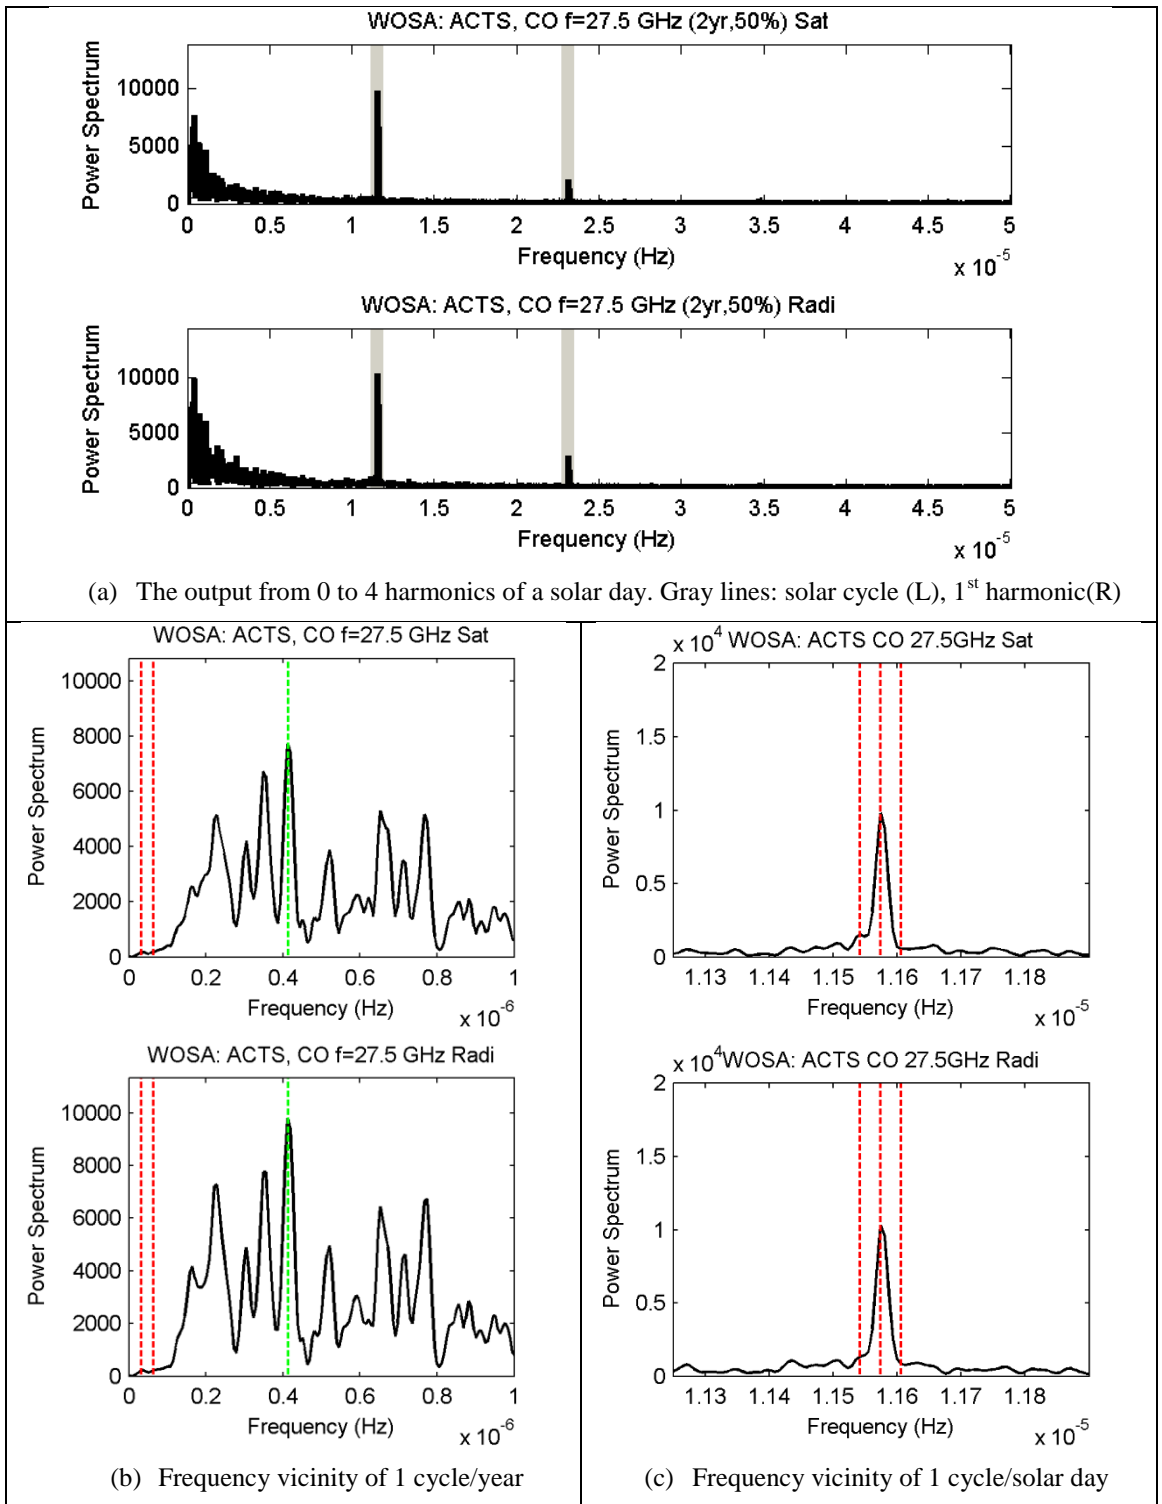 WOSA: ACTS, CO f=27.5 GHz (2yr,50%) Sat
Power Spectrum
10000
5000
0
0 0.5 1 1.5 2 2.5 3 3.5 4 4.5 5
Frequency (Hz)
x 10^-5
WOSA: ACTS, CO f=27.5 GHz (2yr,50%) Radi
Power Spectrum
10000
5000
0
0 0.5 1 1.5 2 2.5 3 3.5 4 4.5 5
Frequency (Hz)
x 10^-5
(a) The output from 0 to 4 harmonics of a solar day. Gray lines: solar cycle (L), 1st harmonic(R)
WOSA: ACTS, CO f=27.5 GHz Sat
Power Spectrum
10000
8000
6000
4000
2000
0
0 0.2 0.4 0.6 0.8 1
Frequency (Hz)
x 10^-6
WOSA: ACTS, CO f=27.5 GHz Radi
Power Spectrum
10000
8000
6000
4000
2000
0
0 0.2 0.4 0.6 0.8 1
Frequency (Hz)
x 10^-6
(b) Frequency vicinity of 1 cycle/year
x 10^4 WOSA: ACTS CO 27.5GHz Sat
Power Spectrum
2
1.5
1
0.5
0
1.13 1.14 1.15 1.16 1.17 1.18
Frequency (Hz)
x 10^-5
x 10^4 WOSA: ACTS CO 27.5GHz Radi
Power Spectrum
2
1.5
1
0.5
0
1.13 1.14 1.15 1.16 1.17 1.18
Frequency (Hz)
x 10^-5
(c) Frequency vicinity of 1 cycle/solar day